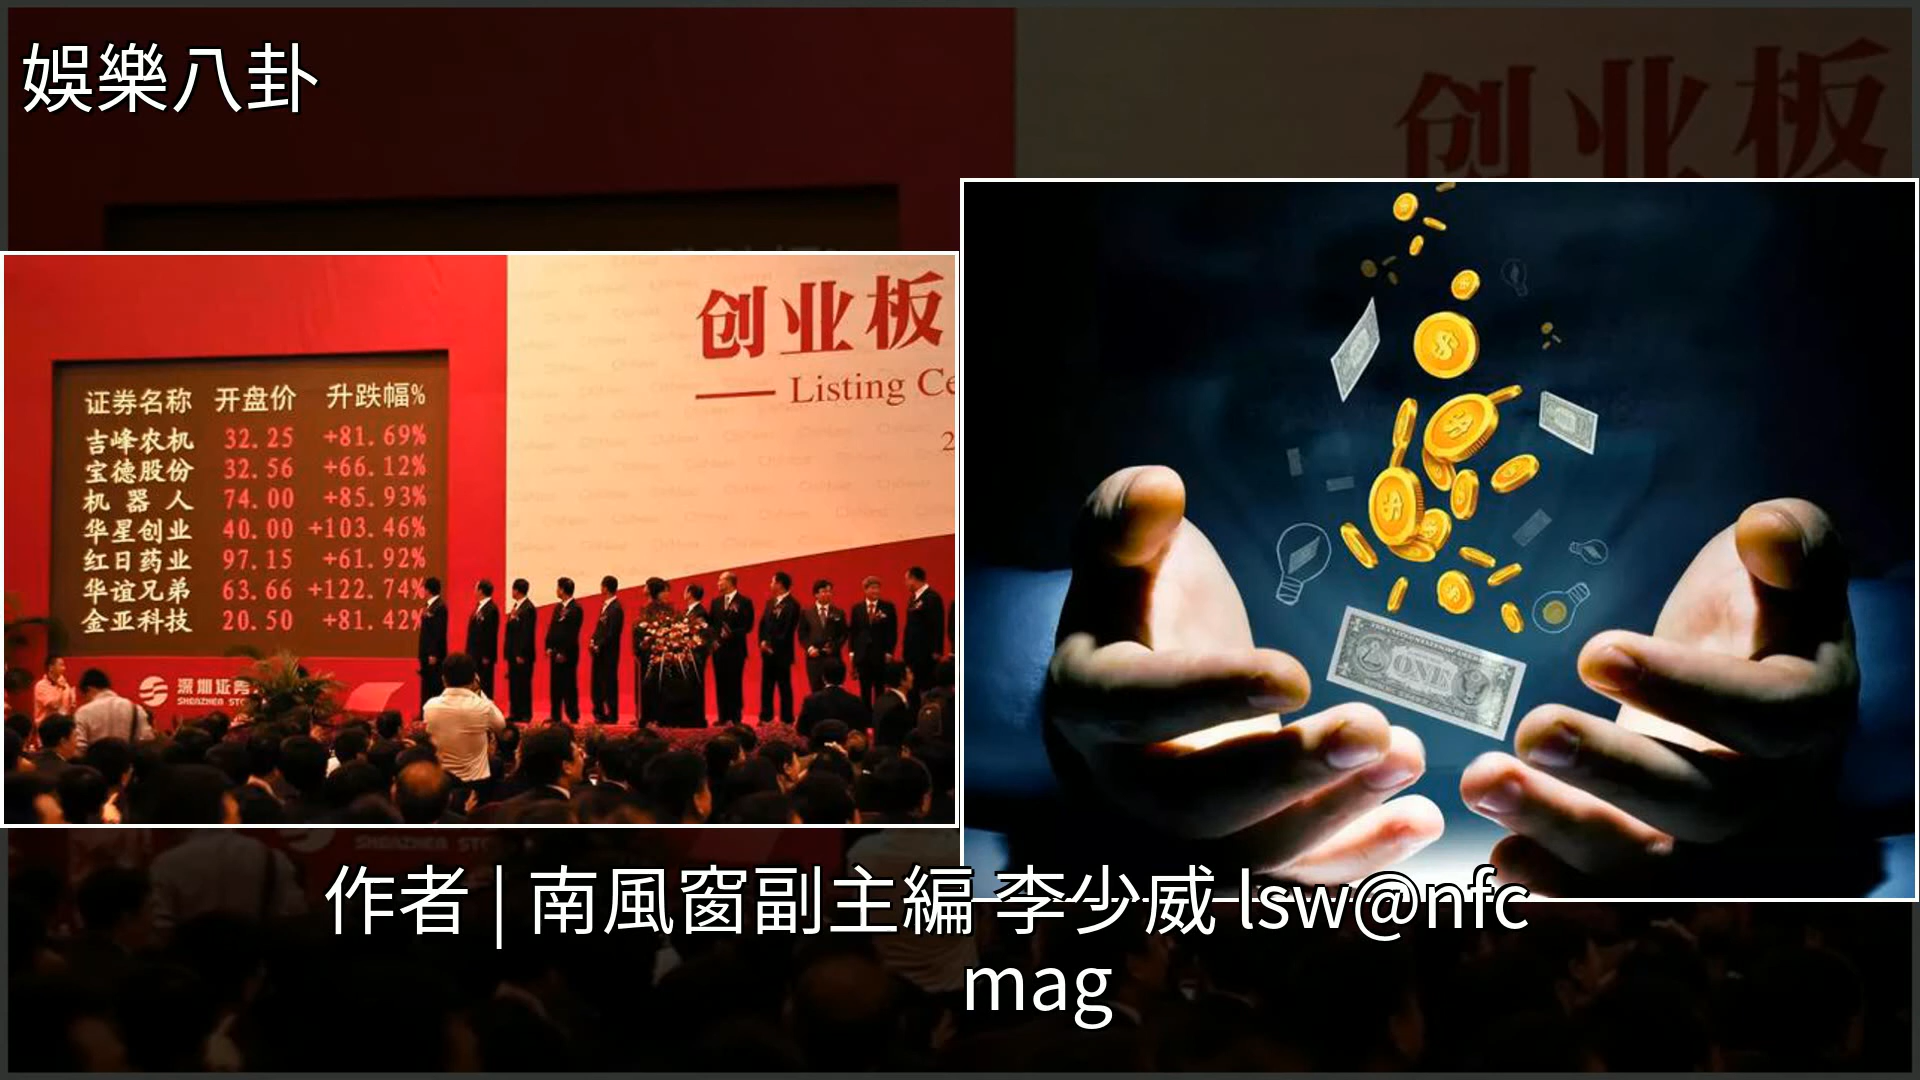 娛樂八卦
创业板
创业板
Listing Ce
2
证券名称 开盘价 升跌幅%
吉峰农机 32.25 +81.69%
宝德股份 32.56 +66.12%
机器人 74.00 +85.93%
华星创业 40.00 +103.46%
红日药业 97.15 +61.92%
华谊兄弟 63.66 +122.74%
金亚科技 20.50 +81.42%
深圳证券
SHENZHEN STO
ONE
SHENZHEN STO
作者 | 南風窗副主編 李少威 lsw@nfc
mag